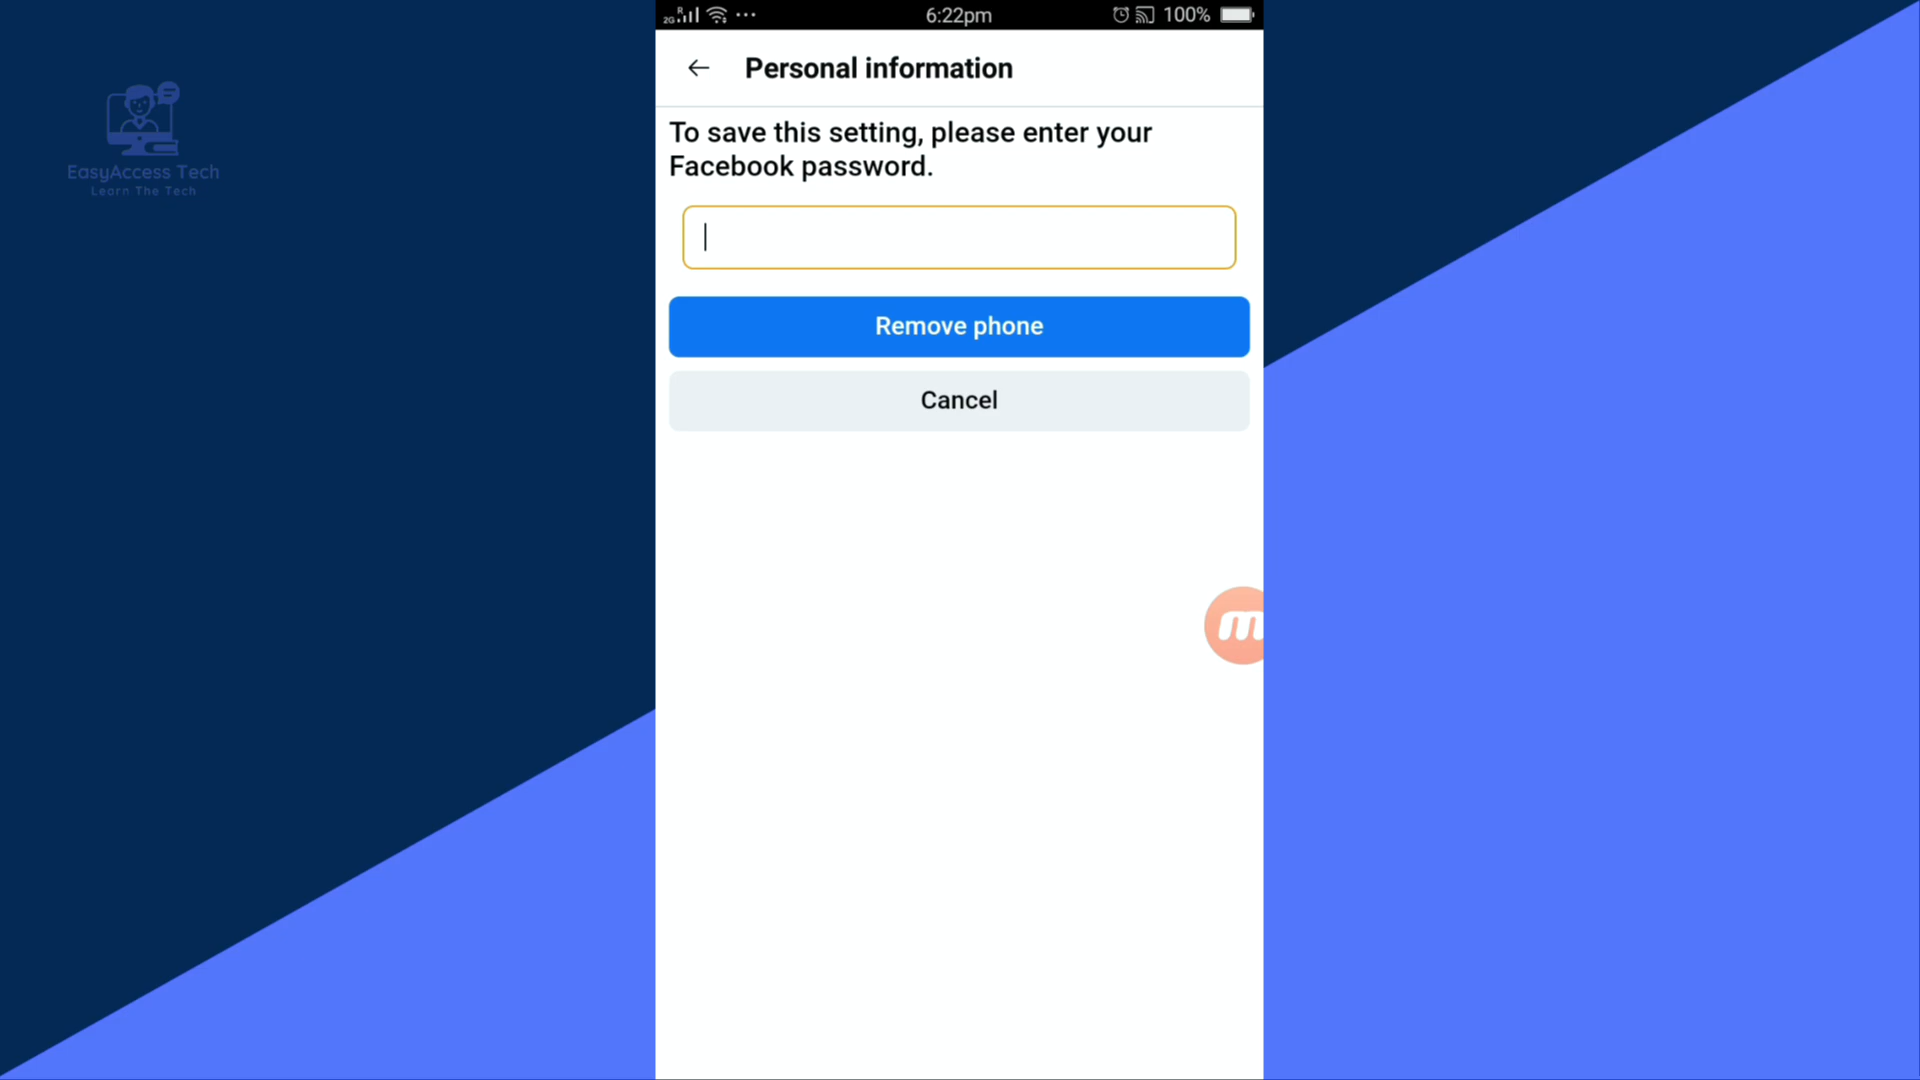 2G R
6:22pm
100%
EasyAccess Tech
Learn The Tech
Personal information
To save this setting, please enter your
Facebook password.
Remove phone
Cancel
m